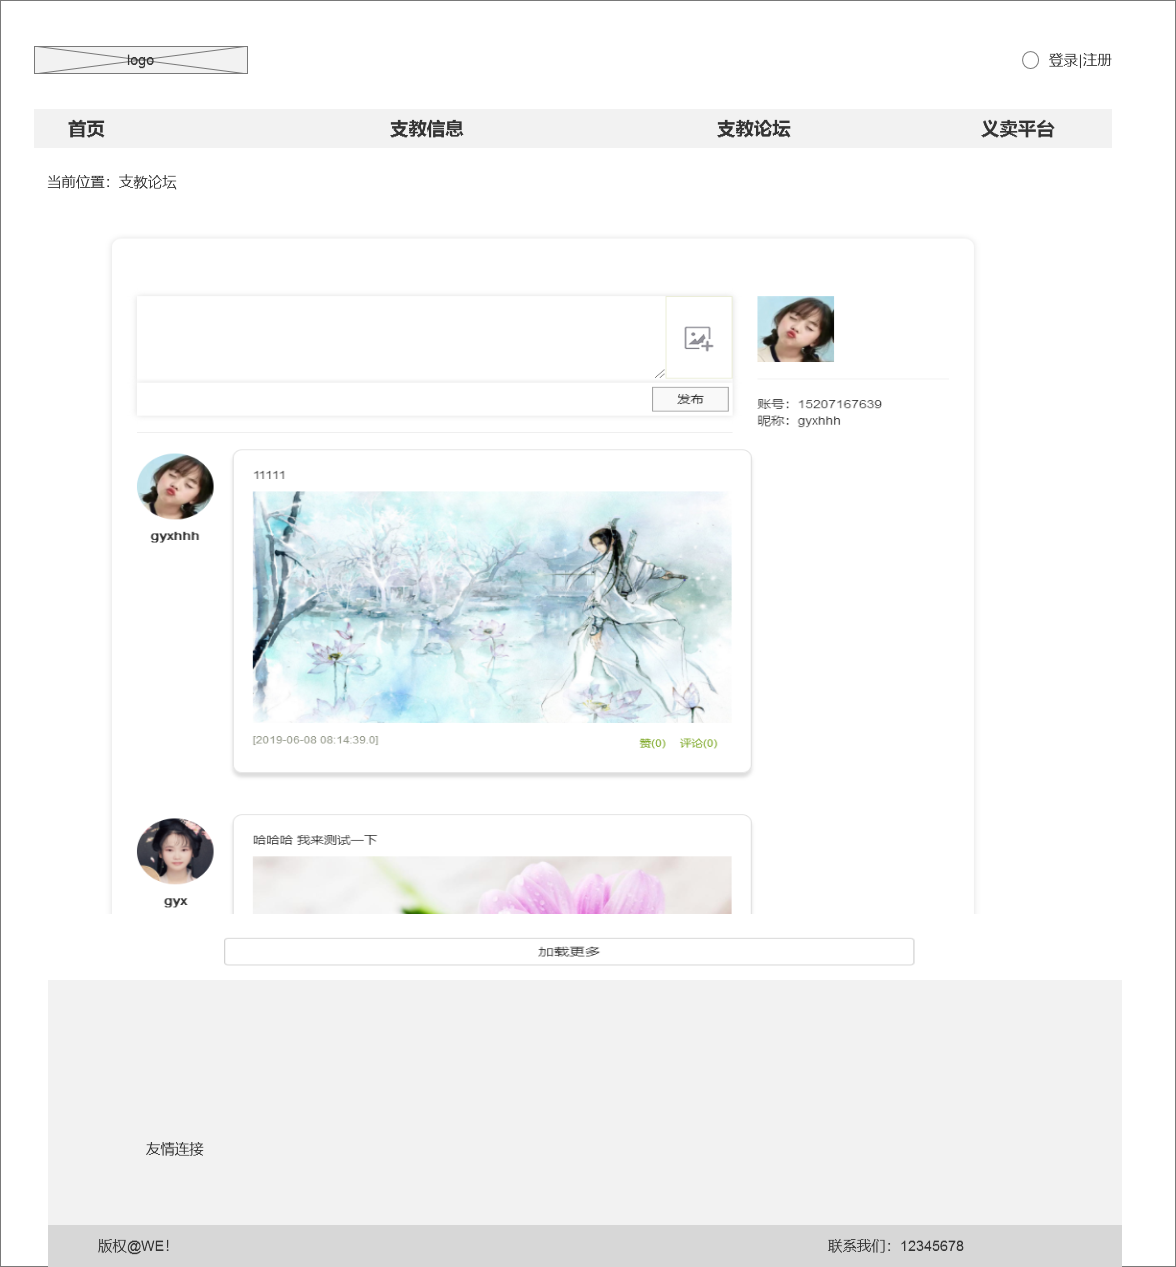 logo
登录|注册
首页 支教信息 支教论坛 义卖平台
当前位置：支教论坛
发布
账号：15207167639
昵称：gyxhhh
gyxhhh
11111
[2019-06-08 08:14:39.0]
赞(0) 评论(0)
gyx
哈哈哈 我来测试一下
加载更多
友情连接
版权@WE！
联系我们：12345678